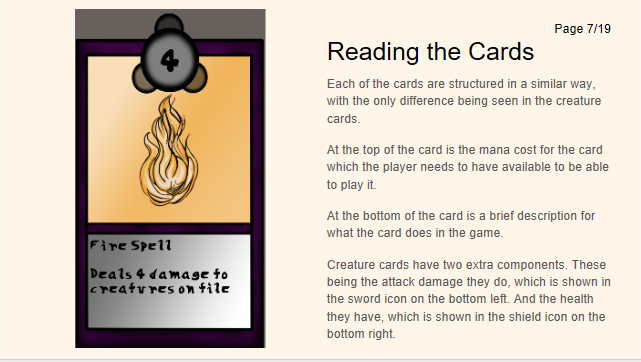 Page 7/19
Reading the Cards
4
Fire Spell
Deals 4 damage to
creatures on tile
Each of the cards are structured in a similar way,
with the only difference being seen in the creature
cards.
At the top of the card is the mana cost for the card
which the player needs to have available to be able
to play it.
At the bottom of the card is a brief description for
what the card does in the game.
Creature cards have two extra components. These
being the attack damage they do, which is shown in
the sword icon on the bottom left. And the health
they have, which is shown in the shield icon on the
bottom right.